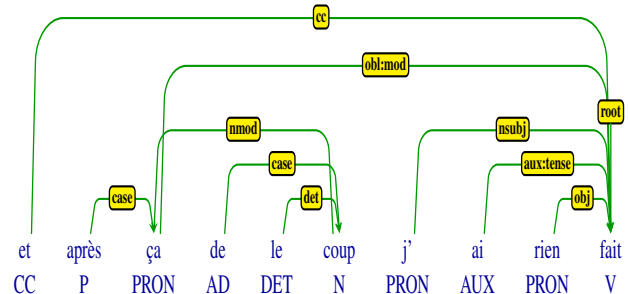 cc
obl:mod
root
nmod nsubj
case aux:tense
case det obj
et après ça de le coup j' ai rien fait
CC P PRON AD DET N PRON AUX PRON V